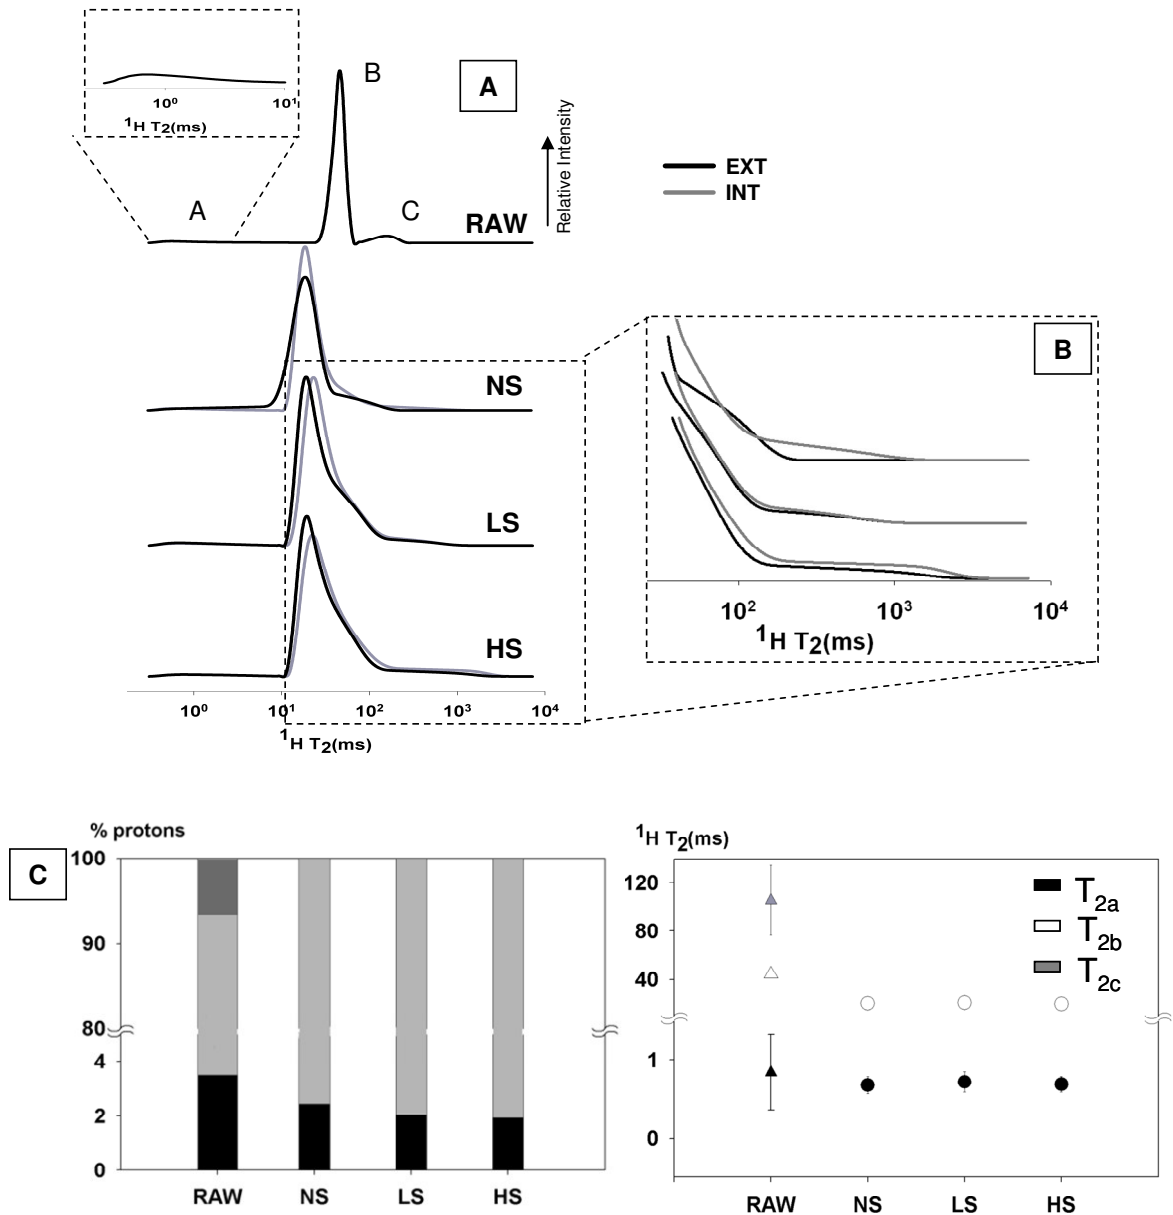 10⁰ 10¹
¹H T₂(ms)
A
B
C
A
Relative Intensity
RAW
EXT
INT
NS
LS
HS
10⁰ 10¹ 10² 10³ 10⁴
¹H T₂(ms)
B
10² 10³ 10⁴
¹H T₂(ms)
C
% protons
100
90
80
4
2
0
RAW NS LS HS
¹H T₂(ms)
120
80
40
1
0
T2a
T2b
T2c
RAW NS LS HS